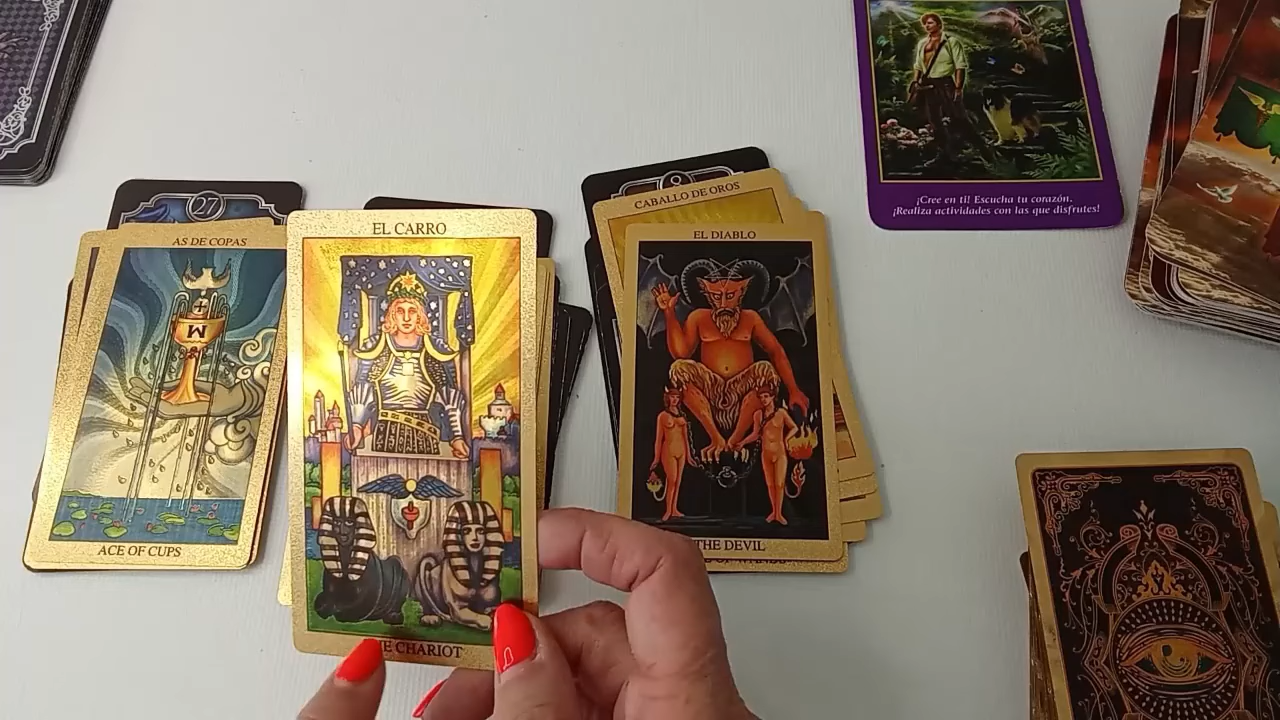 27
AS DE COPAS
ACE OF CUPS
EL CARRO
CHARIOT
8
CABALLO DE OROS
EL DIABLO
THE DEVIL
¡Cree en ti! Escucha tu corazón.
¡Realiza actividades con las que disfrutes!